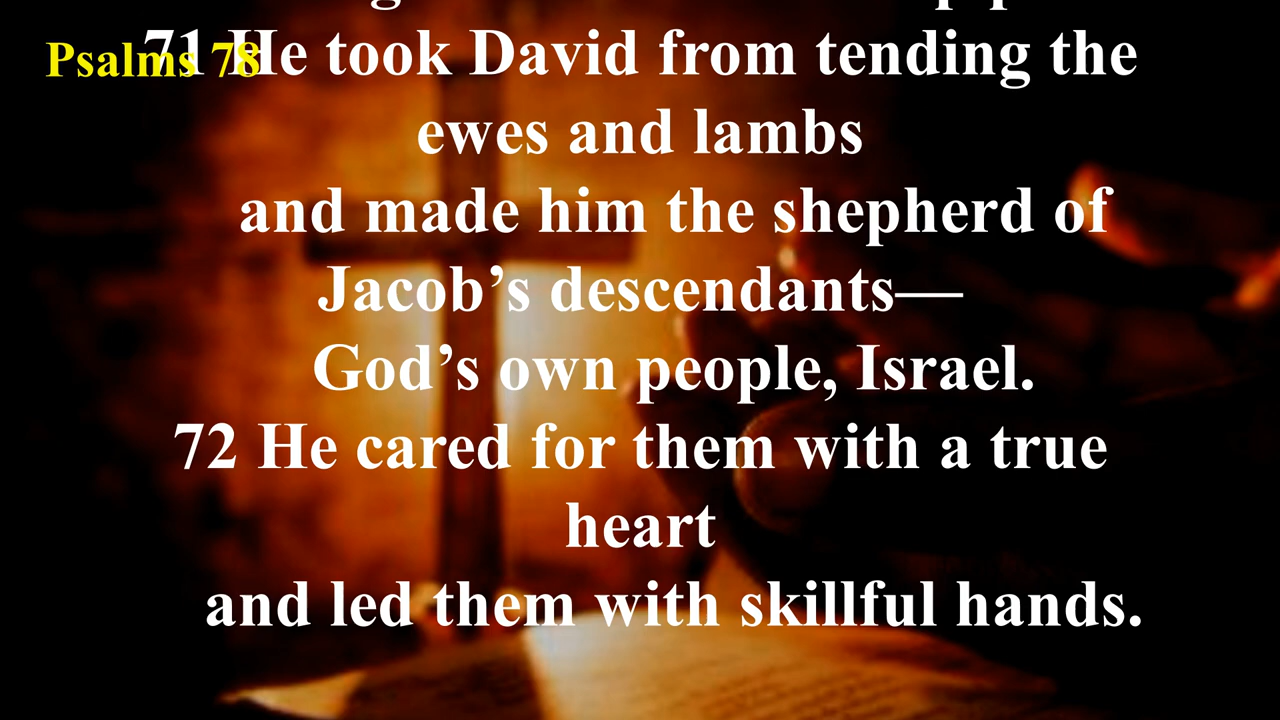 Psalms 78
71 He took David from tending the
ewes and lambs
and made him the shepherd of
Jacob’s descendants—
God’s own people, Israel.
72 He cared for them with a true
heart
and led them with skillful hands.